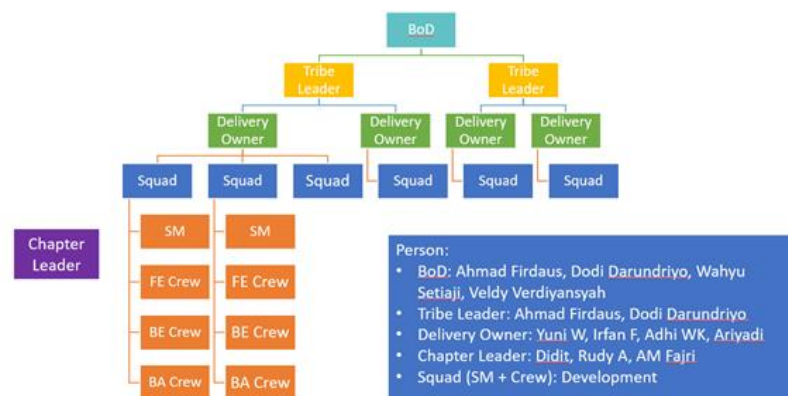 BoD
Tribe
Leader
Tribe
Leader
Delivery
Owner
Delivery
Owner
Delivery
Owner
Delivery
Owner
Squad
Squad
Squad
Squad
Squad
Squad
Chapter
Leader
SM
SM
FE Crew
FE Crew
BE Crew
BE Crew
BA Crew
BA Crew
Person:
• BoD: Ahmad Firdaus, Dodi Darundriyo, Wahyu
Setiaji, Veldy Verdiyansyah
• Tribe Leader: Ahmad Firdaus, Dodi Darundriyo
• Delivery Owner: Yuni W, Irfan F, Adhi WK, Ariyadi
• Chapter Leader: Didit, Rudy A, AM Fajri
• Squad (SM + Crew): Development